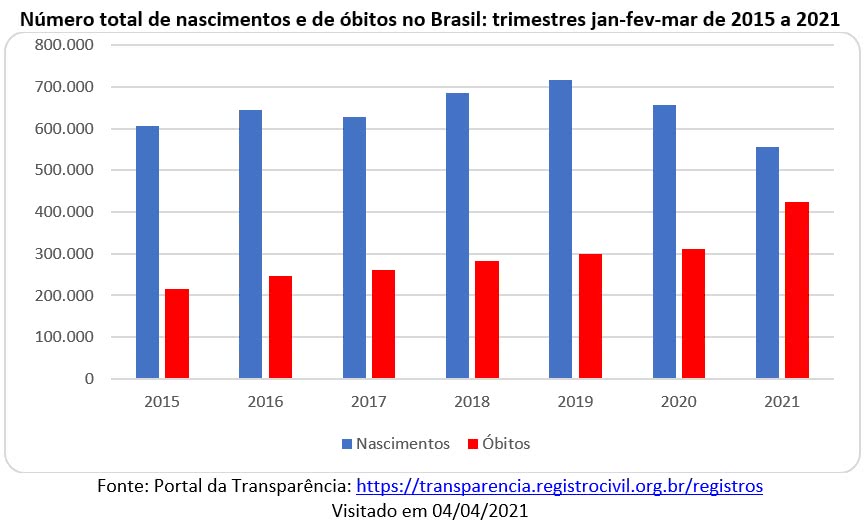 Número total de nascimentos e de óbitos no Brasil: trimestres jan-fev-mar de 2015 a 2021
800.000
700.000
600.000
500.000
400.000
300.000
200.000
100.000
0
2015 2016 2017 2018 2019 2020 2021
Nascimentos Óbitos
Fonte: Portal da Transparência: https://transparencia.registrocivil.org.br/registros
Visitado em 04/04/2021